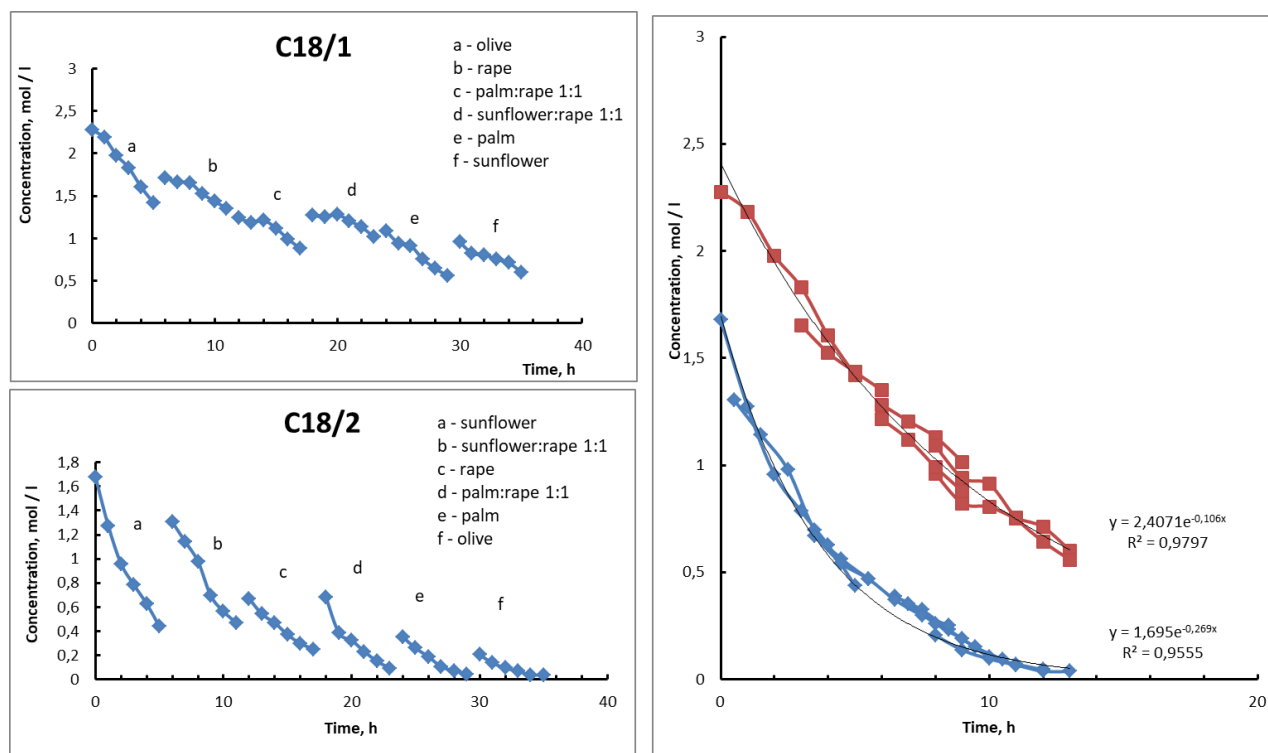 C18/1
a - olive
b - rape
c - palm:rape 1:1
d - sunflower:rape 1:1
e - palm
f - sunflower
Concentration, mol / l
3
2,5
2
1,5
1
0,5
0
a
b
c
d
e
f
0
10
20
30
40
Time, h
C18/2
a - sunflower
b - sunflower:rape 1:1
c - rape
d - palm:rape 1:1
e - palm
f - olive
Concentration, mol / l
1,8
1,6
1,4
1,2
1
0,8
0,6
0,4
0,2
0
a
b
c
d
e
f
0
10
20
30
40
Time, h
Concentration, mol / l
3
2,5
2
1,5
1
0,5
0
y = 2,4071e^-0,106x
R² = 0,9797
y = 1,695e^-0,269x
R² = 0,9555
0
10
20
Time, h